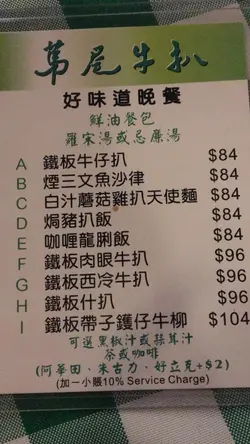 萬尾牛扒
好味道晚餐
鮮油餐包
羅宋湯或忌廉湯
A 鐵板牛仔扒 $84
B 煙三文魚沙律 $84
C 白汁蘑菇雞扒天使麵 $84
D 焗豬扒飯 $84
E 咖喱龍脷飯 $84
F 鐵板肉眼牛扒 $96
G 鐵板西冷牛扒 $96
H 鐵板什扒 $96
I 鐵板帶子鑊仔牛柳 $104
可選黑椒汁或蒜茸汁
茶或咖啡
(阿華田、朱古力、好立克+$2)
(加一小賬10% Service Charge)